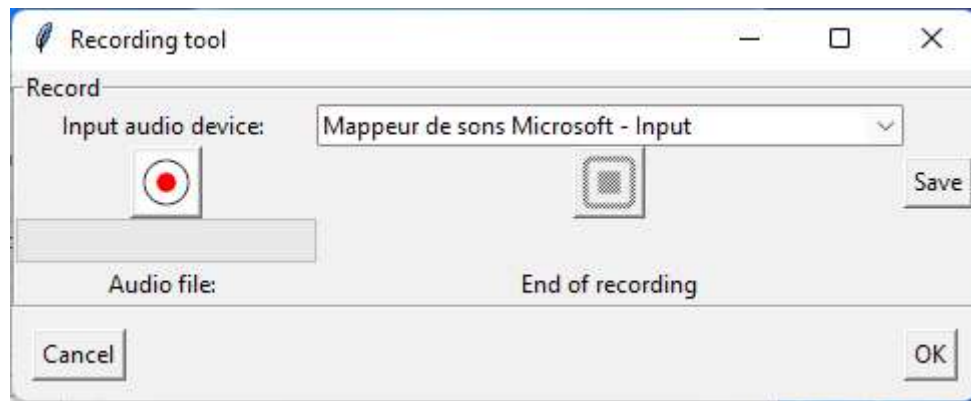 Recording tool
Record
Input audio device: Mappeur de sons Microsoft - Input
Save
Audio file: End of recording
Cancel OK